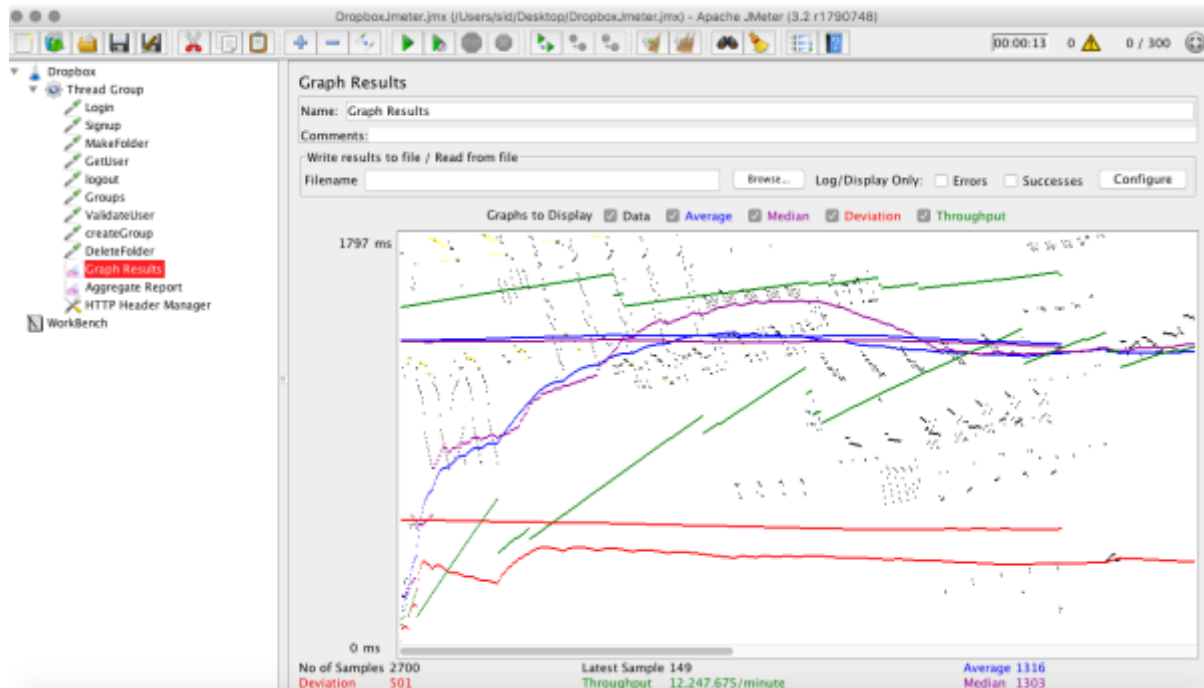 DropboxJmeter.jmx (/Users/sid/Desktop/DropboxJmeter.jmx) - Apache JMeter (3.2 r1790748)
00:00:13 0 0 / 300
Dropbox
Thread Group
Login
Signup
MakeFolder
GetUser
logout
Groups
ValidateUser
createGroup
DeleteFolder
Graph Results
Aggregate Report
HTTP Header Manager
WorkBench
Graph Results
Name: Graph Results
Comments:
Write results to file / Read from file
Filename Browse... Log/Display Only: Errors Successes Configure
Graphs to Display Data Average Median Deviation Throughput
1797 ms
0 ms
No of Samples 2700 Latest Sample 149 Average 1316
Deviation 501 Throughput 12,247.675/minute Median 1303